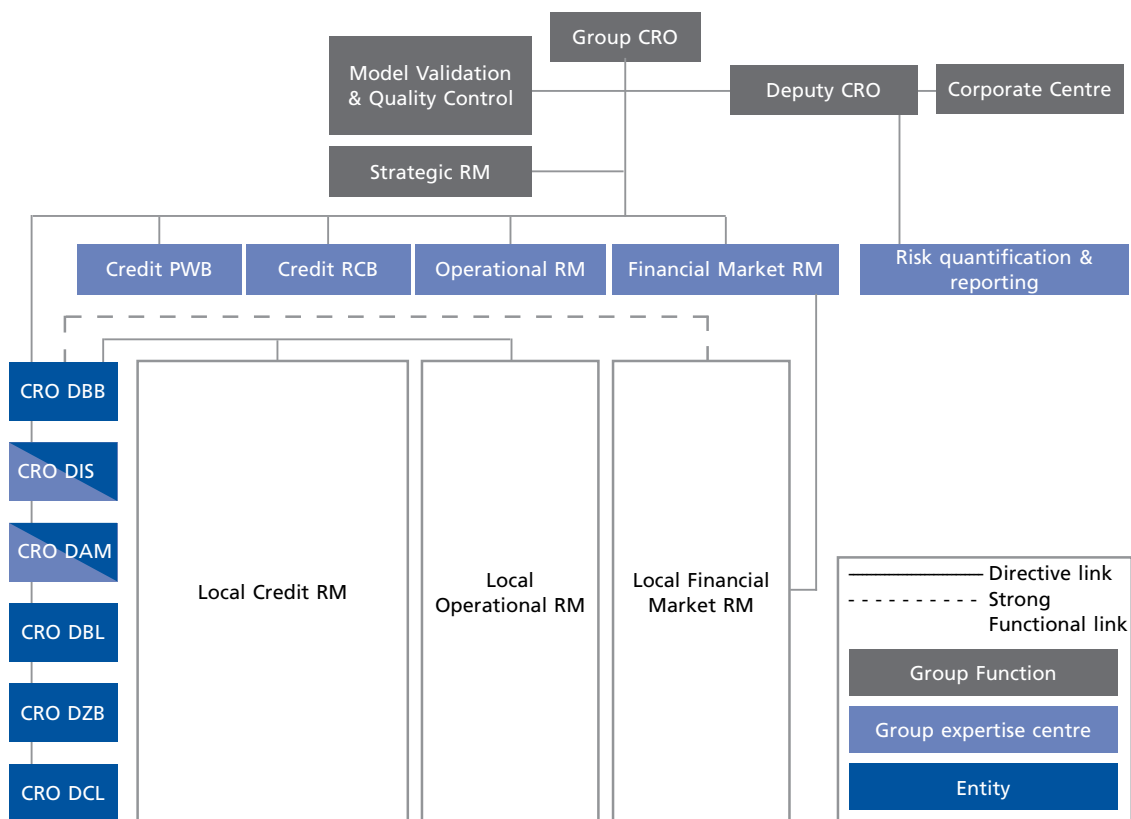 Group CRO
Model Validation
& Quality Control
Deputy CRO
Corporate Centre
Strategic RM
Credit PWB
Credit RCB
Operational RM
Financial Market RM
Risk quantification &
reporting
CRO DBB
CRO DIS
CRO DAM
CRO DBL
CRO DZB
CRO DCL
Local Credit RM
Local
Operational RM
Local Financial
Market RM
Directive link
Strong
Functional link
Group Function
Group expertise centre
Entity